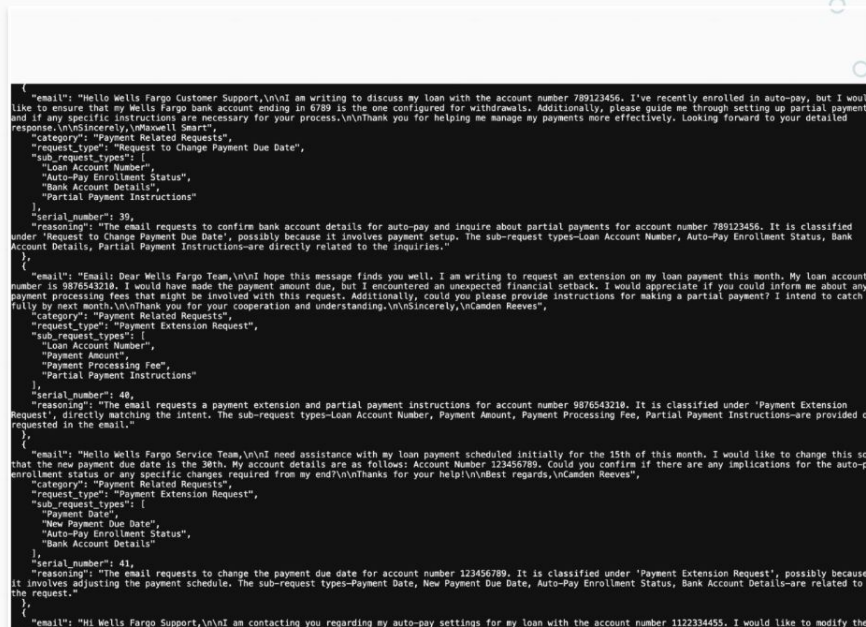 {
"email": "Hello Wells Fargo Customer Support,\n\nI am writing to discuss my loan with the account number 789123456. I've recently enrolled in auto-pay, but I would
like to ensure that my Wells Fargo bank account ending in 6789 is the one configured for withdrawals. Additionally, please guide me through setting up partial payment
and if any specific instructions are necessary for your process.\n\nThank you for helping me manage my payments more effectively. Looking forward to your detailed
response.\n\nSincerely,\nMaxwell Smart",
"category": "Payment Related Requests",
"request_type": "Request to Change Payment Due Date",
"sub_request_types": [
"Loan Account Number",
"Auto-Pay Enrollment Status",
"Bank Account Details",
"Partial Payment Instructions"
],
"serial_number": 39,
"reasoning": "The email requests to confirm bank account details for auto-pay and inquire about partial payments for account number 789123456. It is classified
under 'Request to Change Payment Due Date', possibly because it involves payment setup. The sub-request types—Loan Account Number, Auto-Pay Enrollment Status, Bank
Account Details, Partial Payment Instructions—are directly related to the inquiries."
},
{
"email": "Email: Dear Wells Fargo Team,\n\nI hope this message finds you well. I am writing to request an extension on my loan payment this month. My loan account
number is 9876543210. I would have made the payment amount due, but I encountered an unexpected financial setback. I would appreciate if you could inform me about any
payment processing fees that might be involved with this request. Additionally, could you please provide instructions for making a partial payment? I intend to catch
fully by next month.\n\nThank you for your cooperation and understanding.\n\nSincerely,\nCamden Reeves",
"category": "Payment Related Requests",
"request_type": "Payment Extension Request",
"sub_request_types": [
"Loan Account Number",
"Payment Amount",
"Payment Processing Fee",
"Partial Payment Instructions"
],
"serial_number": 40,
"reasoning": "The email requests a payment extension and partial payment instructions for account number 9876543210. It is classified under 'Payment Extension
Request', directly matching the intent. The sub-request types—Loan Account Number, Payment Amount, Payment Processing Fee, Partial Payment Instructions—are provided
requested in the email."
},
{
"email": "Hello Wells Fargo Service Team,\n\nI need assistance with my loan payment scheduled initially for the 15th of this month. I would like to change this so
that the new payment due date is the 30th. My account details are as follows: Account Number 123456789. Could you confirm if there are any implications for the auto-p
enrollment status or any specific changes required from my end?\n\nThanks for your help!\n\nBest regards,\nCamden Reeves",
"category": "Payment Related Requests",
"request_type": "Payment Extension Request",
"sub_request_types": [
"Payment Date",
"New Payment Due Date",
"Auto-Pay Enrollment Status",
"Bank Account Details"
],
"serial_number": 41,
"reasoning": "The email requests to change the payment due date for account number 123456789. It is classified under 'Payment Extension Request', possibly because
it involves adjusting the payment schedule. The sub-request types—Payment Date, New Payment Due Date, Auto-Pay Enrollment Status, Bank Account Details—are related to
the request."
},
{
"email": "Hi Wells Fargo Support,\n\nI am contacting you regarding my auto-pay settings for my loan with the account number 1122334455. I would like to modify the